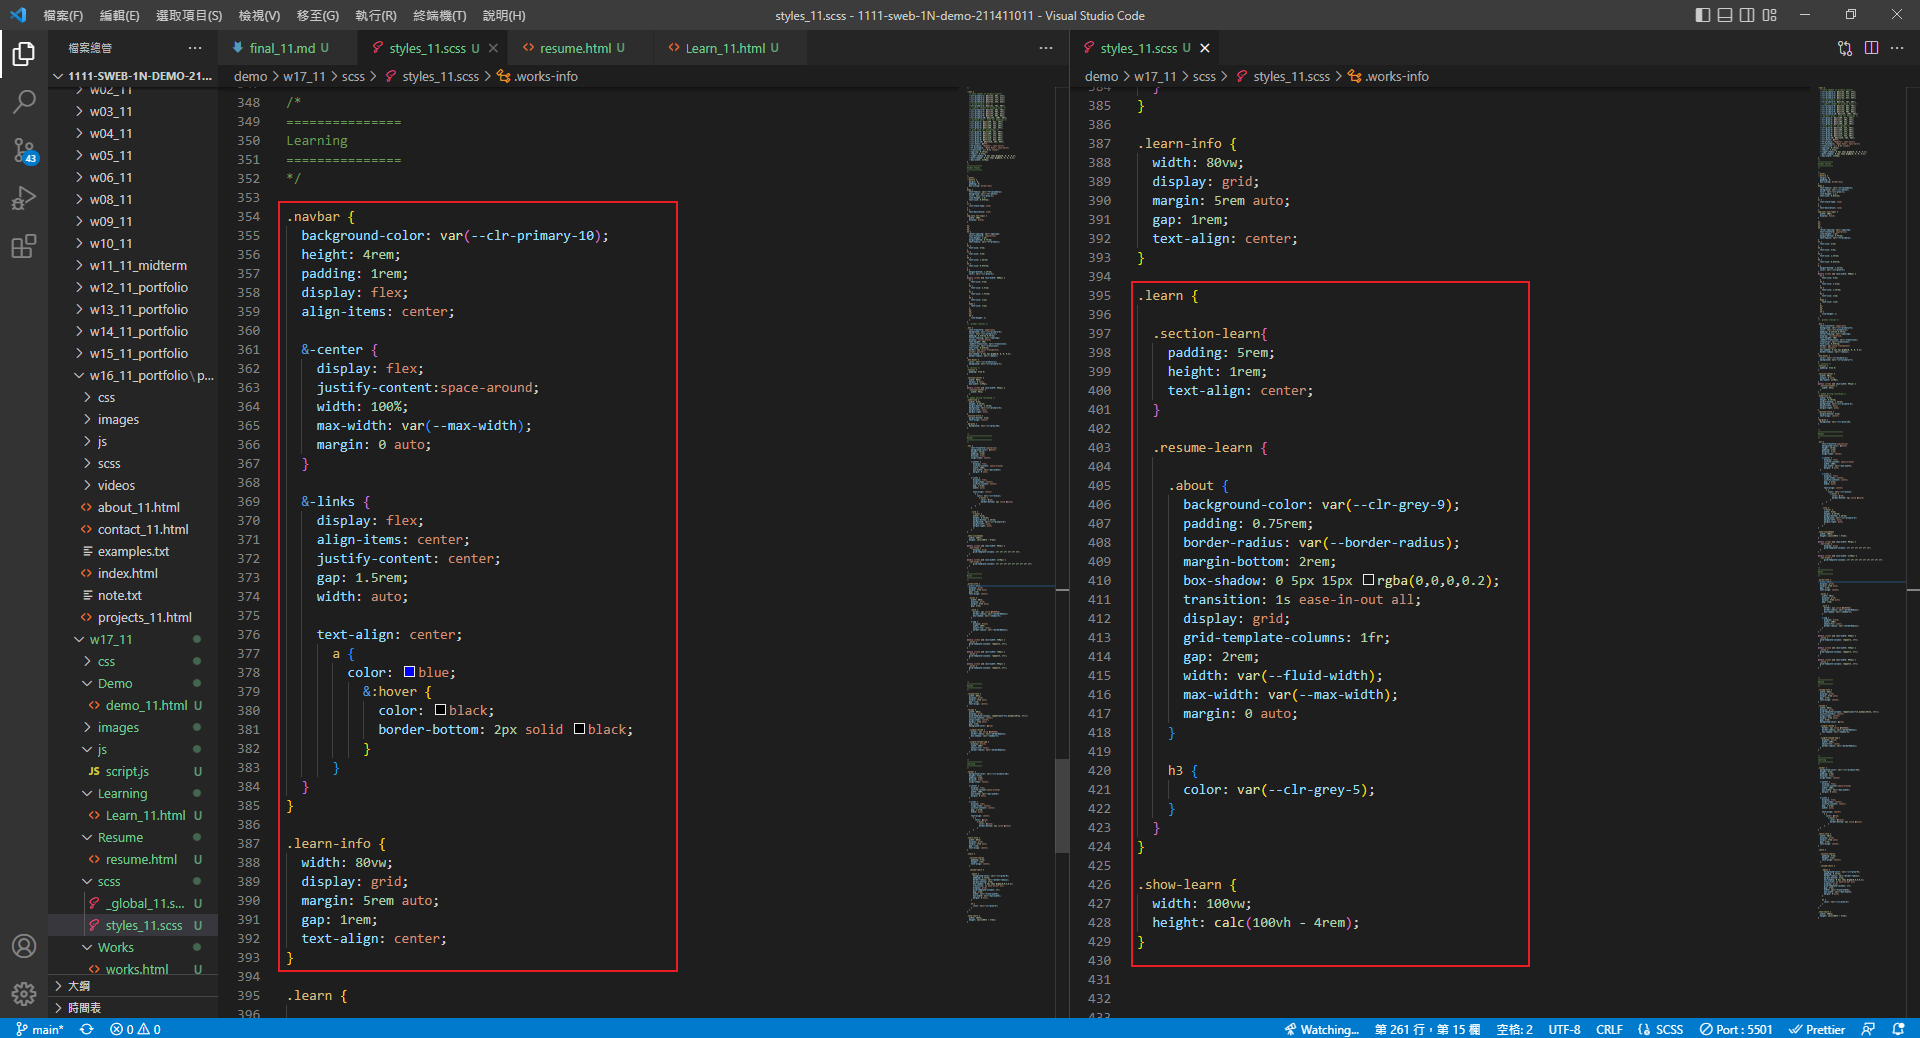 檔案(F) 編輯(E) 選取項目(S) 檢視(V) 移至(G) 執行(R) 終端機(T) 說明(H)
styles_11.scss - 1111-sweb-1N-demo-211411011 - Visual Studio Code
檔案總管 ···
1111-SWEB-1N-DEMO-21...
w02_11
w03_11
w04_11
w05_11
w06_11
w08_11
w09_11
w10_11
w11_11_midterm
w12_11_portfolio
w13_11_portfolio
w14_11_portfolio
w15_11_portfolio
w16_11_portfolio\p...
css
images
js
scss
videos
about_11.html
contact_11.html
examples.txt
index.html
note.txt
projects_11.html
w17_11
css
Demo
demo_11.html U
images
js
JS script.js U
Learning
Learn_11.html U
Resume
resume.html U
scss
_global_11.s... U
styles_11.scss U
Works
works.html U
大綱
時間表
43
final_11.md U styles_11.scss U resume.html U Learn_11.html U
demo > w17_11 > scss > styles_11.scss > .works-info
348 /*
349 ===============
350 Learning
351 ===============
352 */
353
354 .navbar {
355 background-color: var(--clr-primary-10);
356 height: 4rem;
357 padding: 1rem;
358 display: flex;
359 align-items: center;
360
361 &-center {
362 display: flex;
363 justify-content:space-around;
364 width: 100%;
365 max-width: var(--max-width);
366 margin: 0 auto;
367 }
368
369 &-links {
370 display: flex;
371 align-items: center;
372 justify-content: center;
373 gap: 1.5rem;
374 width: auto;
375
376 text-align: center;
377 a {
378 color: blue;
379 &:hover {
380 color: black;
381 border-bottom: 2px solid black;
382 }
383 }
384 }
385 }
386
387 .learn-info {
388 width: 80vw;
389 display: grid;
390 margin: 5rem auto;
391 gap: 1rem;
392 text-align: center;
393 }
394
395 .learn {
396
styles_11.scss U
demo > w17_11 > scss > styles_11.scss > .works-info
384 }
385 }
386
387 .learn-info {
388 width: 80vw;
389 display: grid;
390 margin: 5rem auto;
391 gap: 1rem;
392 text-align: center;
393 }
394
395 .learn {
396
397 .section-learn{
398 padding: 5rem;
399 height: 1rem;
400 text-align: center;
401 }
402
403 .resume-learn {
404
405 .about {
406 background-color: var(--clr-grey-9);
407 padding: 0.75rem;
408 border-radius: var(--border-radius);
409 margin-bottom: 2rem;
410 box-shadow: 0 5px 15px rgba(0,0,0,0.2);
411 transition: 1s ease-in-out all;
412 display: grid;
413 grid-template-columns: 1fr;
414 gap: 2rem;
415 width: var(--fluid-width);
416 max-width: var(--max-width);
417 margin: 0 auto;
418 }
419
420 h3 {
421 color: var(--clr-grey-5);
422 }
423 }
424 }
425
426 .show-learn {
427 width: 100vw;
428 height: calc(100vh - 4rem);
429 }
430
431
432
433
main* 0 0
Watching... 第 261 行，第 15 欄 空格: 2 UTF-8 CRLF SCSS Port : 5501 Prettier